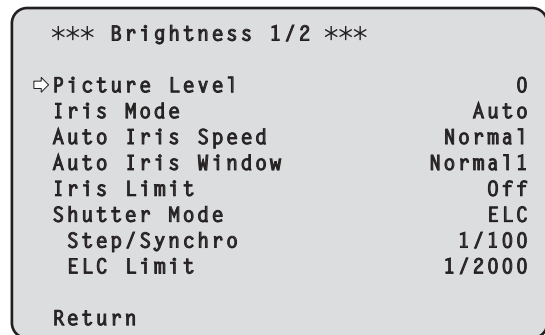 *** Brightness 1/2 ***
⇨Picture Level 0
Iris Mode Auto
Auto Iris Speed Normal
Auto Iris Window Normal1
Iris Limit Off
Shutter Mode ELC
Step/Synchro 1/100
ELC Limit 1/2000
Return